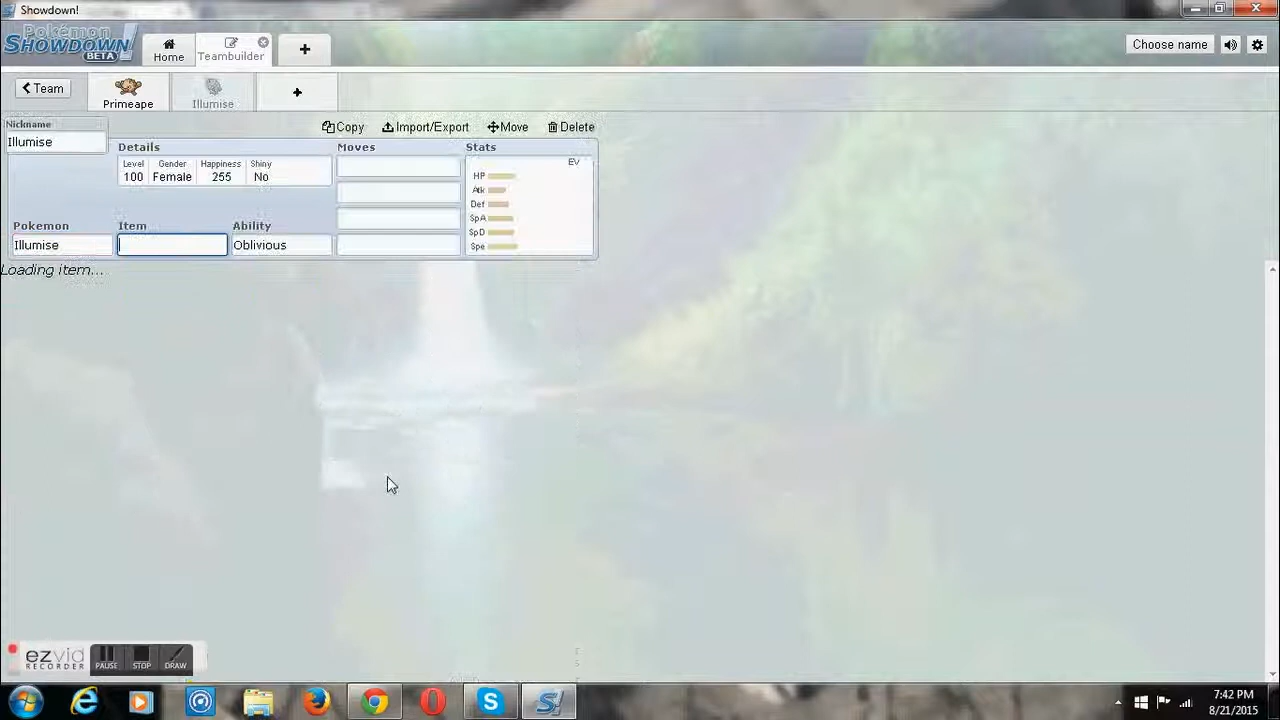 Showdown!
Pokémon
SHOWDOWN!
BETA
Home
Teambuilder
+
Choose name
Team
Primeape
Illumise
+
Nickname
Illumise
Copy
Import/Export
Move
Delete
Details
Moves
Stats
Level
Gender
Happiness
Shiny
100
Female
255
No
EV
HP
Atk
Def
SpA
SpD
Spe
Pokemon
Item
Ability
Illumise
Oblivious
Loading item...
ezvid
RECORDER
PAUSE
STOP
DRAW
7:42 PM
8/21/2015